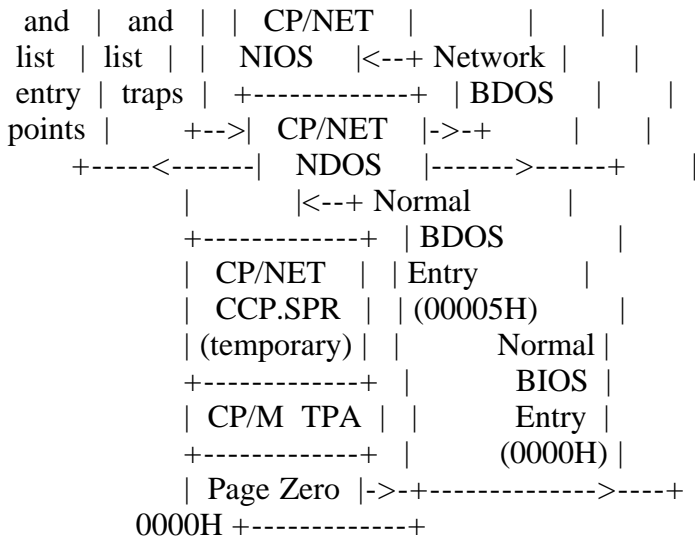 and | and | | CP/NET | | |
list | list | | NIOS |<--+ Network | |
entry | traps | +-------------+ | BDOS | |
points | +-->| CP/NET |->-+ | |
+-----<-------| NDOS |------->------+ |
| |<--+ Normal |
+-------------+ | BDOS |
| CP/NET | | Entry |
| CCP.SPR | | (00005H) |
| (temporary) | | Normal |
+-------------+ | BIOS |
| CP/M TPA | | Entry |
+-------------+ | (0000H) |
| Page Zero |->-+-------------->----+
0000H +-------------+